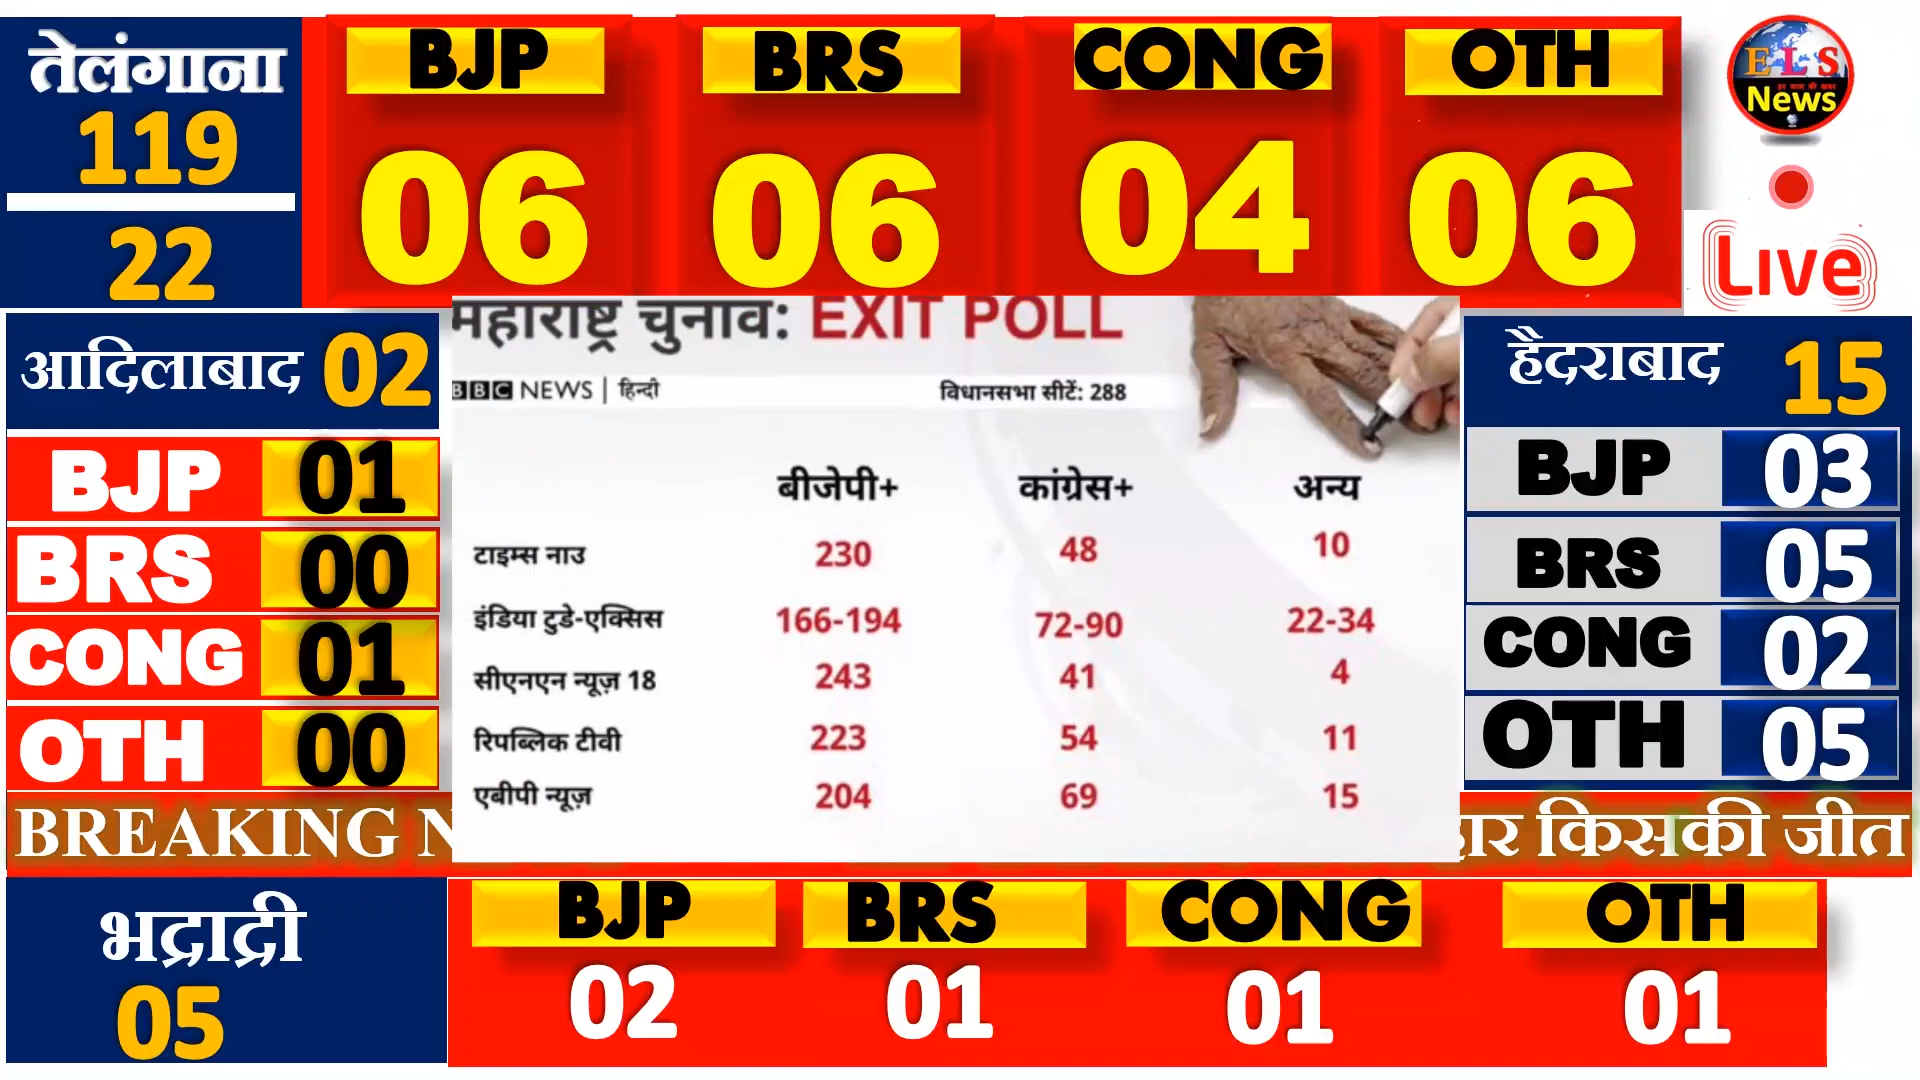 तेलंगाना
119
22
BJP BRS CONG OTH
06 06 04 06
ELS
News
Live
आदिलाबाद 02
BJP 01
BRS 00
CONG 01
OTH 00
महाराष्ट्र चुनाव: EXIT POLL
BBC NEWS | हिन्दी विधानसभा सीटें: 288
बीजेपी+ कांग्रेस+ अन्य
टाइम्स नाउ 230 48 10
इंडिया टुडे-एक्सिस 166-194 72-90 22-34
सीएनएन न्यूज़ 18 243 41 4
रिपब्लिक टीवी 223 54 11
एबीपी न्यूज़ 204 69 15
हैदराबाद 15
BJP 03
BRS 05
CONG 02
OTH 05
BREAKING N
हार किसकी जीत
भद्राद्री
05
BJP BRS CONG OTH
02 01 01 01